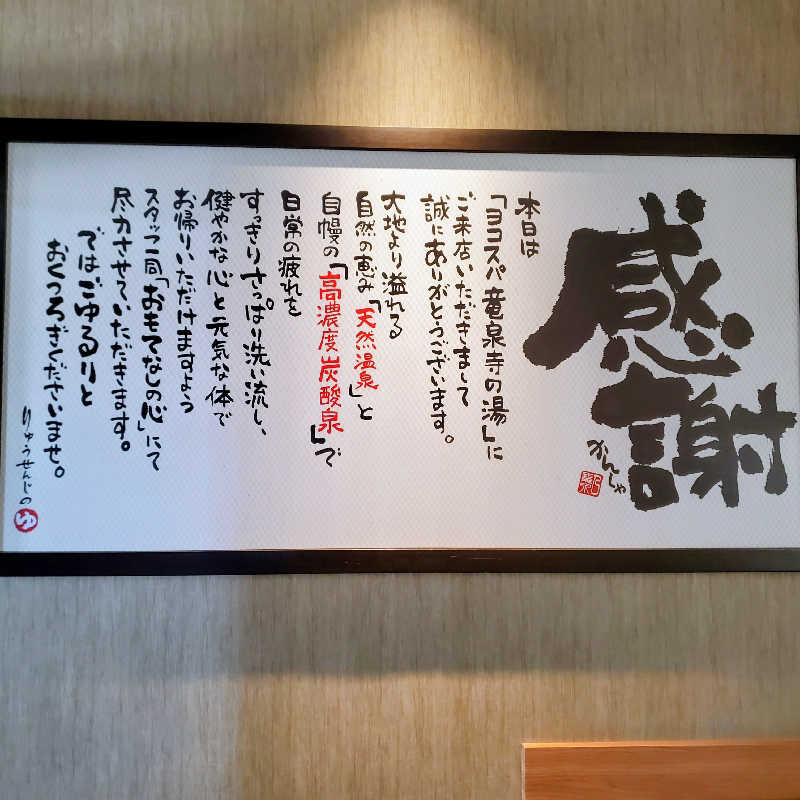 感謝
かんしゃ
本日は
「ヨコスパ竜泉寺の湯」に
ご来店いただきまして
誠にありがとうございます。
大地より溢れる
自然の恵み「天然温泉」と
自慢の「高濃度炭酸泉」で
日常の疲れを
すっきりさっぱり洗い流し、
健やかな心と元気な体で
お帰りいただけますよう
スタッフ一同「おもてなしの心」にて
尽力させていただきます。
ではごゆるりと
おくつろぎくださいませ。
りゅうせんじの
ゆ